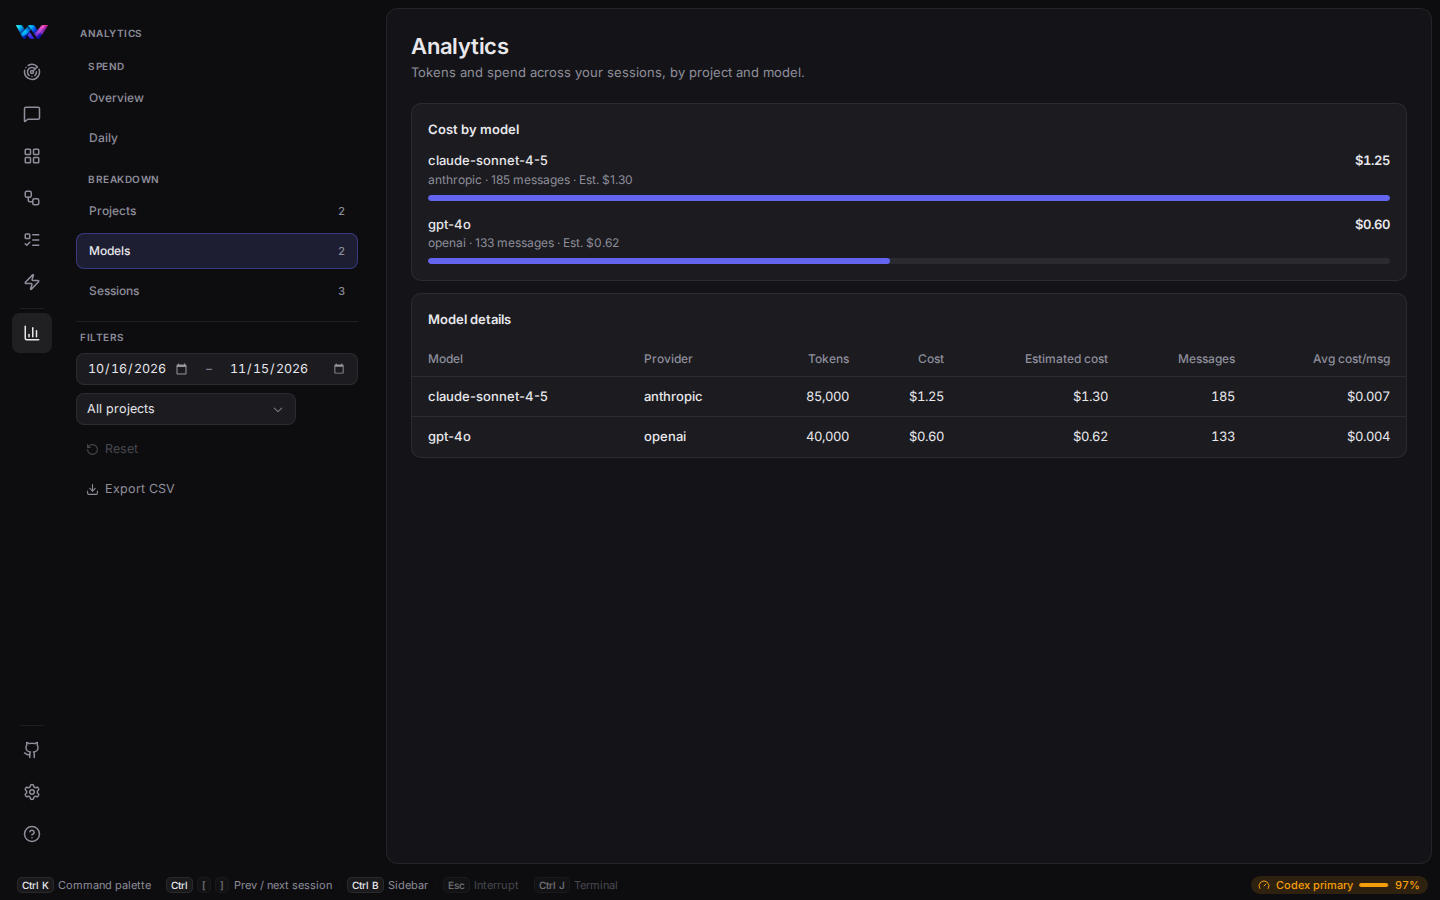 ANALYTICS
SPEND
Overview
Daily
BREAKDOWN
Projects 2
Models 2
Sessions 3
FILTERS
10/16/2026 – 11/15/2026
All projects
Reset
Export CSV
Analytics
Tokens and spend across your sessions, by project and model.
Cost by model
claude-sonnet-4-5 $1.25
anthropic · 185 messages · Est. $1.30
gpt-4o $0.60
openai · 133 messages · Est. $0.62
Model details
Model Provider Tokens Cost Estimated cost Messages Avg cost/msg
claude-sonnet-4-5 anthropic 85,000 $1.25 $1.30 185 $0.007
gpt-4o openai 40,000 $0.60 $0.62 133 $0.004
Ctrl K Command palette Ctrl [ ] Prev / next session Ctrl B Sidebar Esc Interrupt Ctrl J Terminal Codex primary 97%